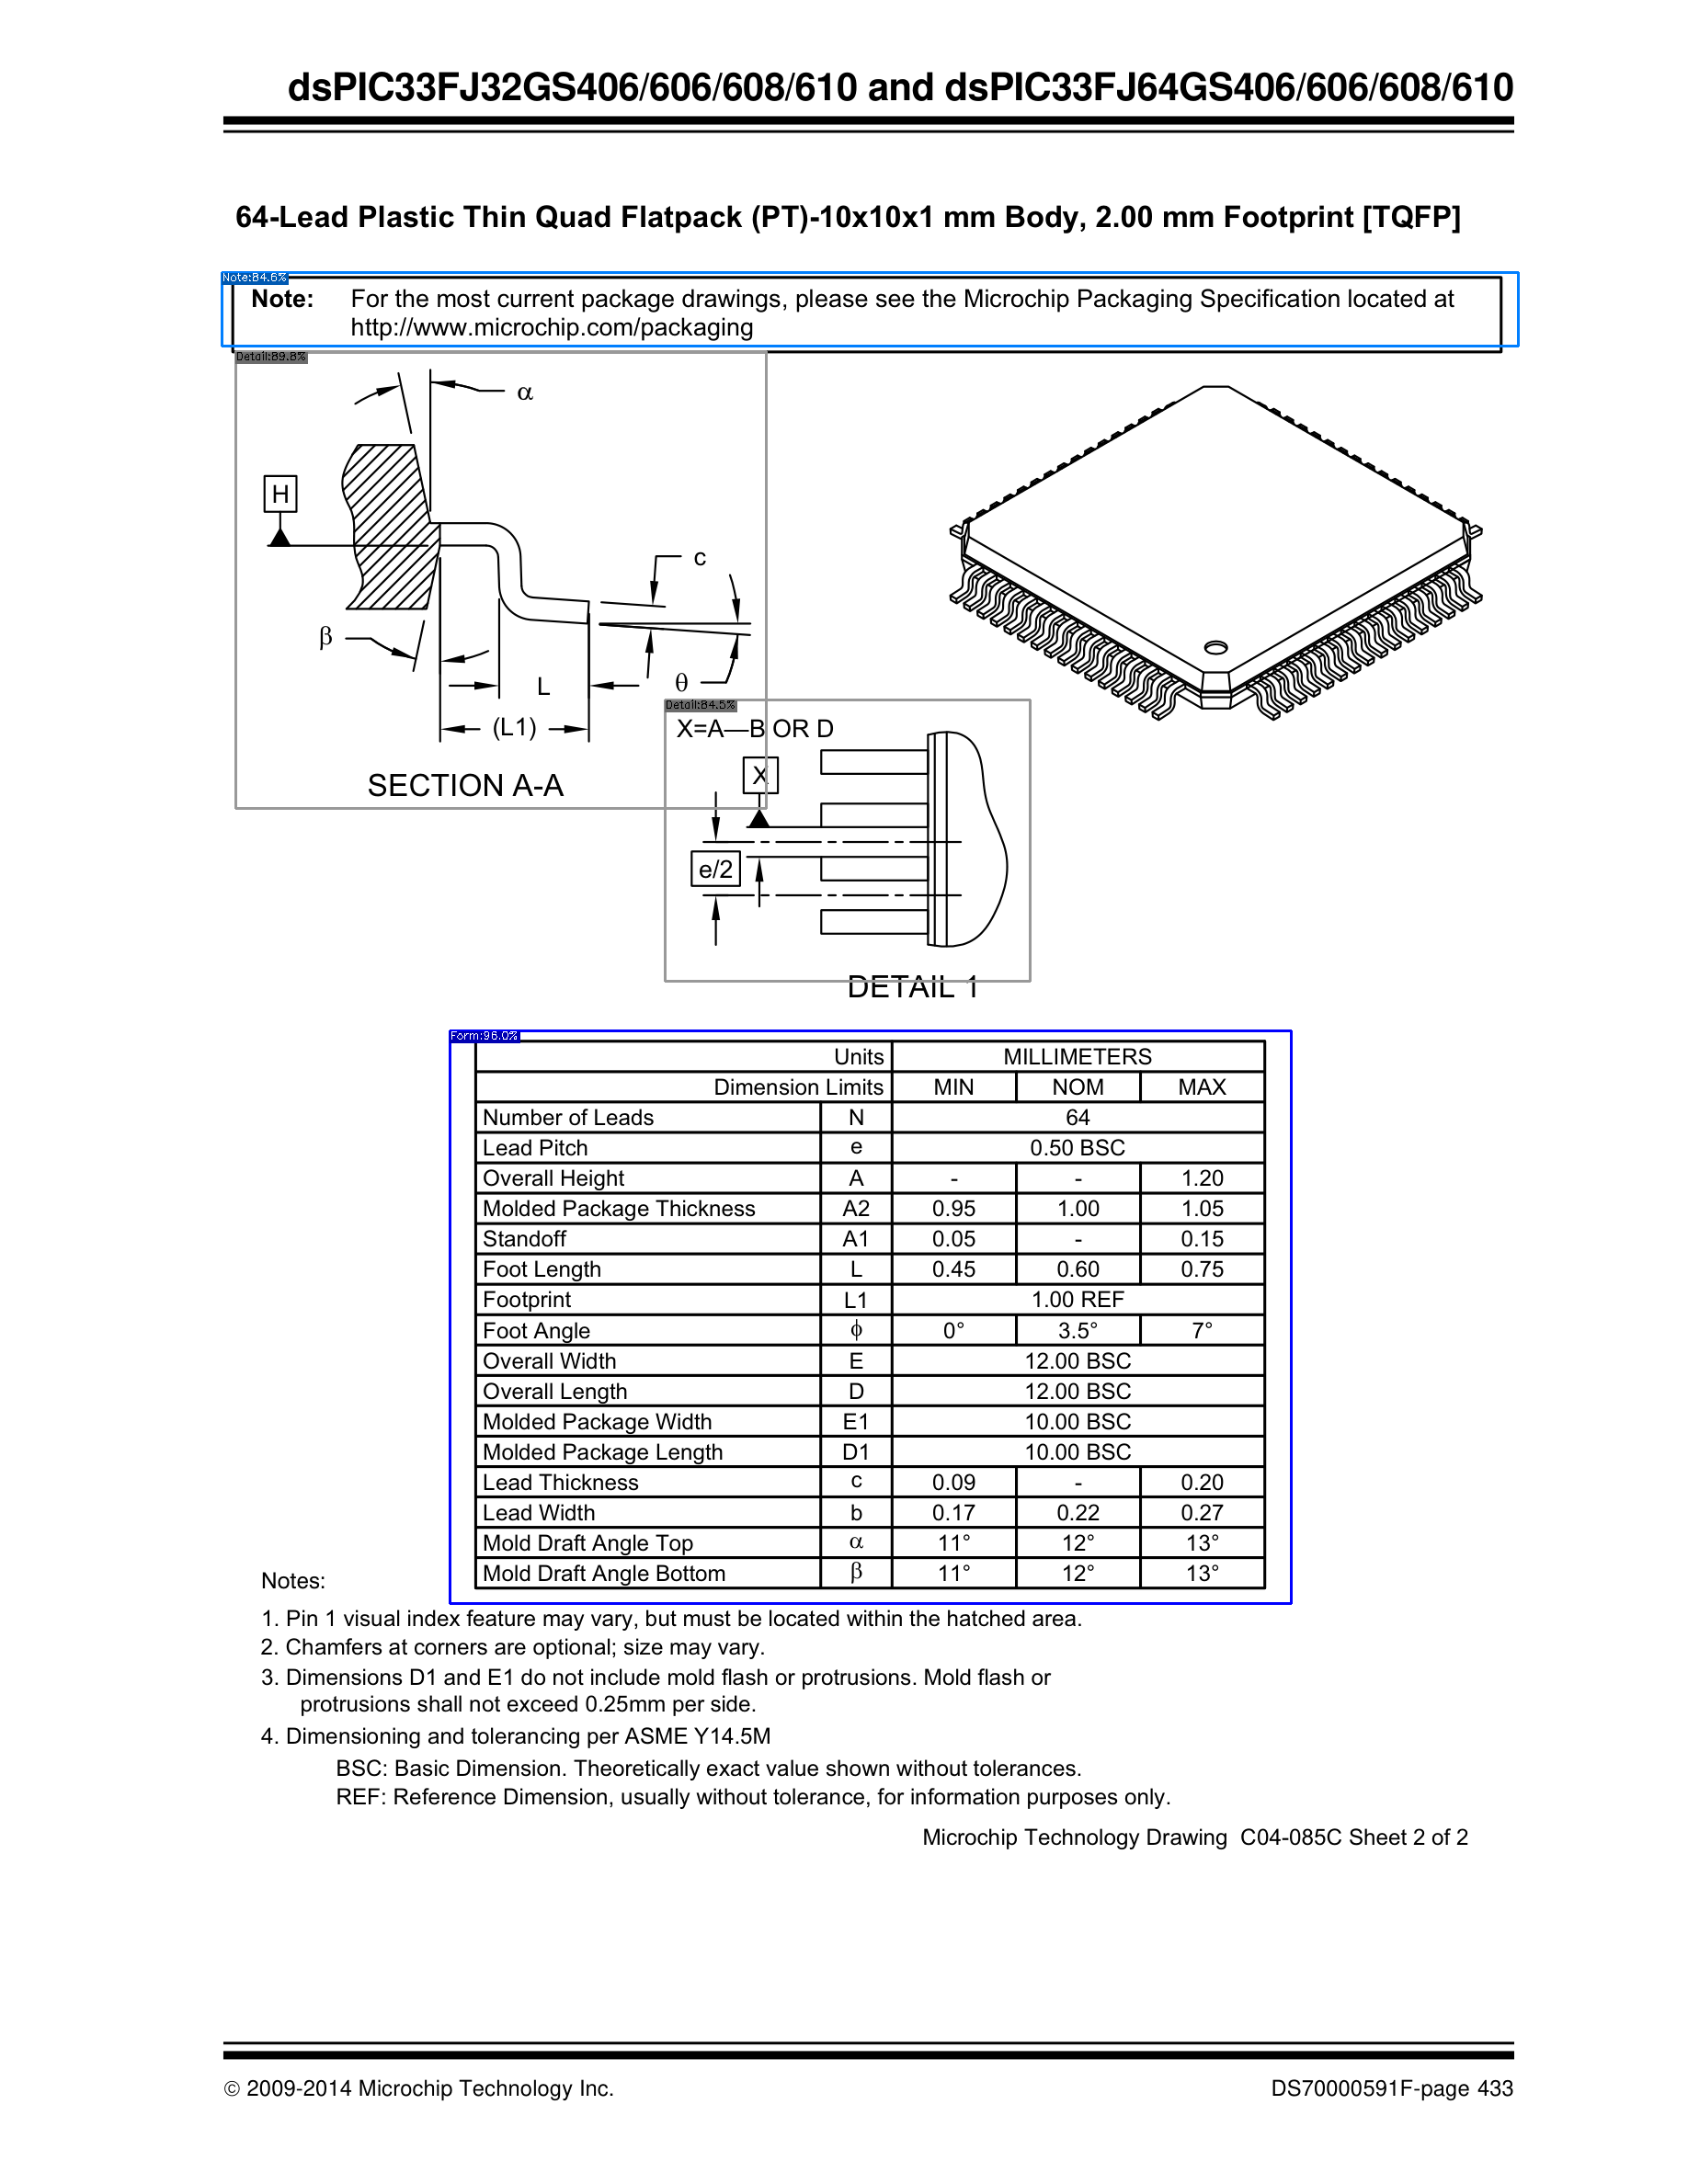 dsPIC33FJ32GS406/606/608/610 and dsPIC33FJ64GS406/606/608/610
64-Lead Plastic Thin Quad Flatpack (PT)-10x10x1 mm Body, 2.00 mm Footprint [TQFP]
Note:84.6%
Note: For the most current package drawings, please see the Microchip Packaging Specification located at
http://www.microchip.com/packaging
Detail:89.8%
α
H
c
β
L
θ
(L1)
SECTION A-A
Detail:84.5%
X=A—B OR D
X
e/2
DETAIL 1
Form:96.0%
Units MILLIMETERS
Dimension Limits MIN NOM MAX
Number of Leads N 64
Lead Pitch e 0.50 BSC
Overall Height A - - 1.20
Molded Package Thickness A2 0.95 1.00 1.05
Standoff A1 0.05 - 0.15
Foot Length L 0.45 0.60 0.75
Footprint L1 1.00 REF
Foot Angle ϕ 0° 3.5° 7°
Overall Width E 12.00 BSC
Overall Length D 12.00 BSC
Molded Package Width E1 10.00 BSC
Molded Package Length D1 10.00 BSC
Lead Thickness c 0.09 - 0.20
Lead Width b 0.17 0.22 0.27
Mold Draft Angle Top α 11° 12° 13°
Mold Draft Angle Bottom β 11° 12° 13°
Notes:
1. Pin 1 visual index feature may vary, but must be located within the hatched area.
2. Chamfers at corners are optional; size may vary.
3. Dimensions D1 and E1 do not include mold flash or protrusions. Mold flash or
protrusions shall not exceed 0.25mm per side.
4. Dimensioning and tolerancing per ASME Y14.5M
BSC: Basic Dimension. Theoretically exact value shown without tolerances.
REF: Reference Dimension, usually without tolerance, for information purposes only.
Microchip Technology Drawing C04-085C Sheet 2 of 2
© 2009-2014 Microchip Technology Inc. DS70000591F-page 433